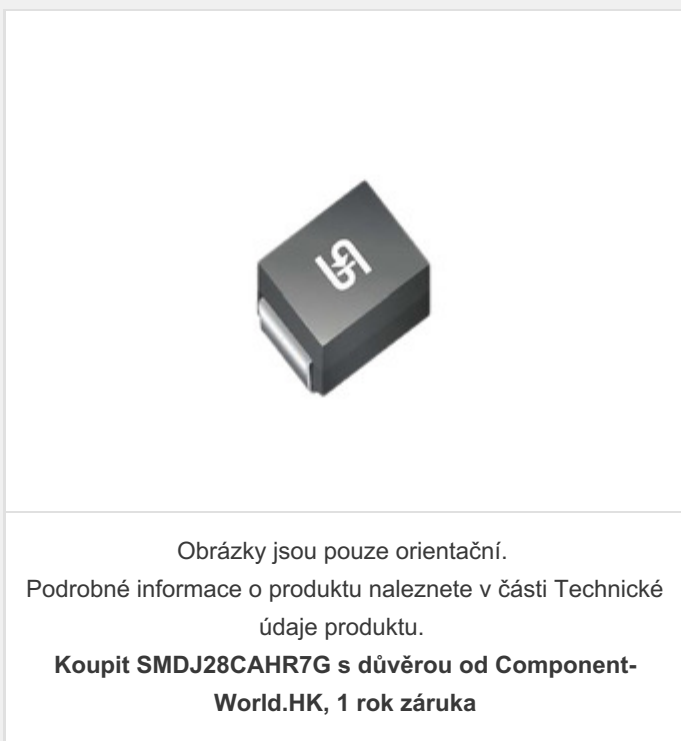 Obrázky jsou pouze orientační.
Podrobné informace o produktu naleznete v části Technické
údaje produktu.
Koupit SMDJ28CAHR7G s důvěrou od Component-
World.HK, 1 rok záruka